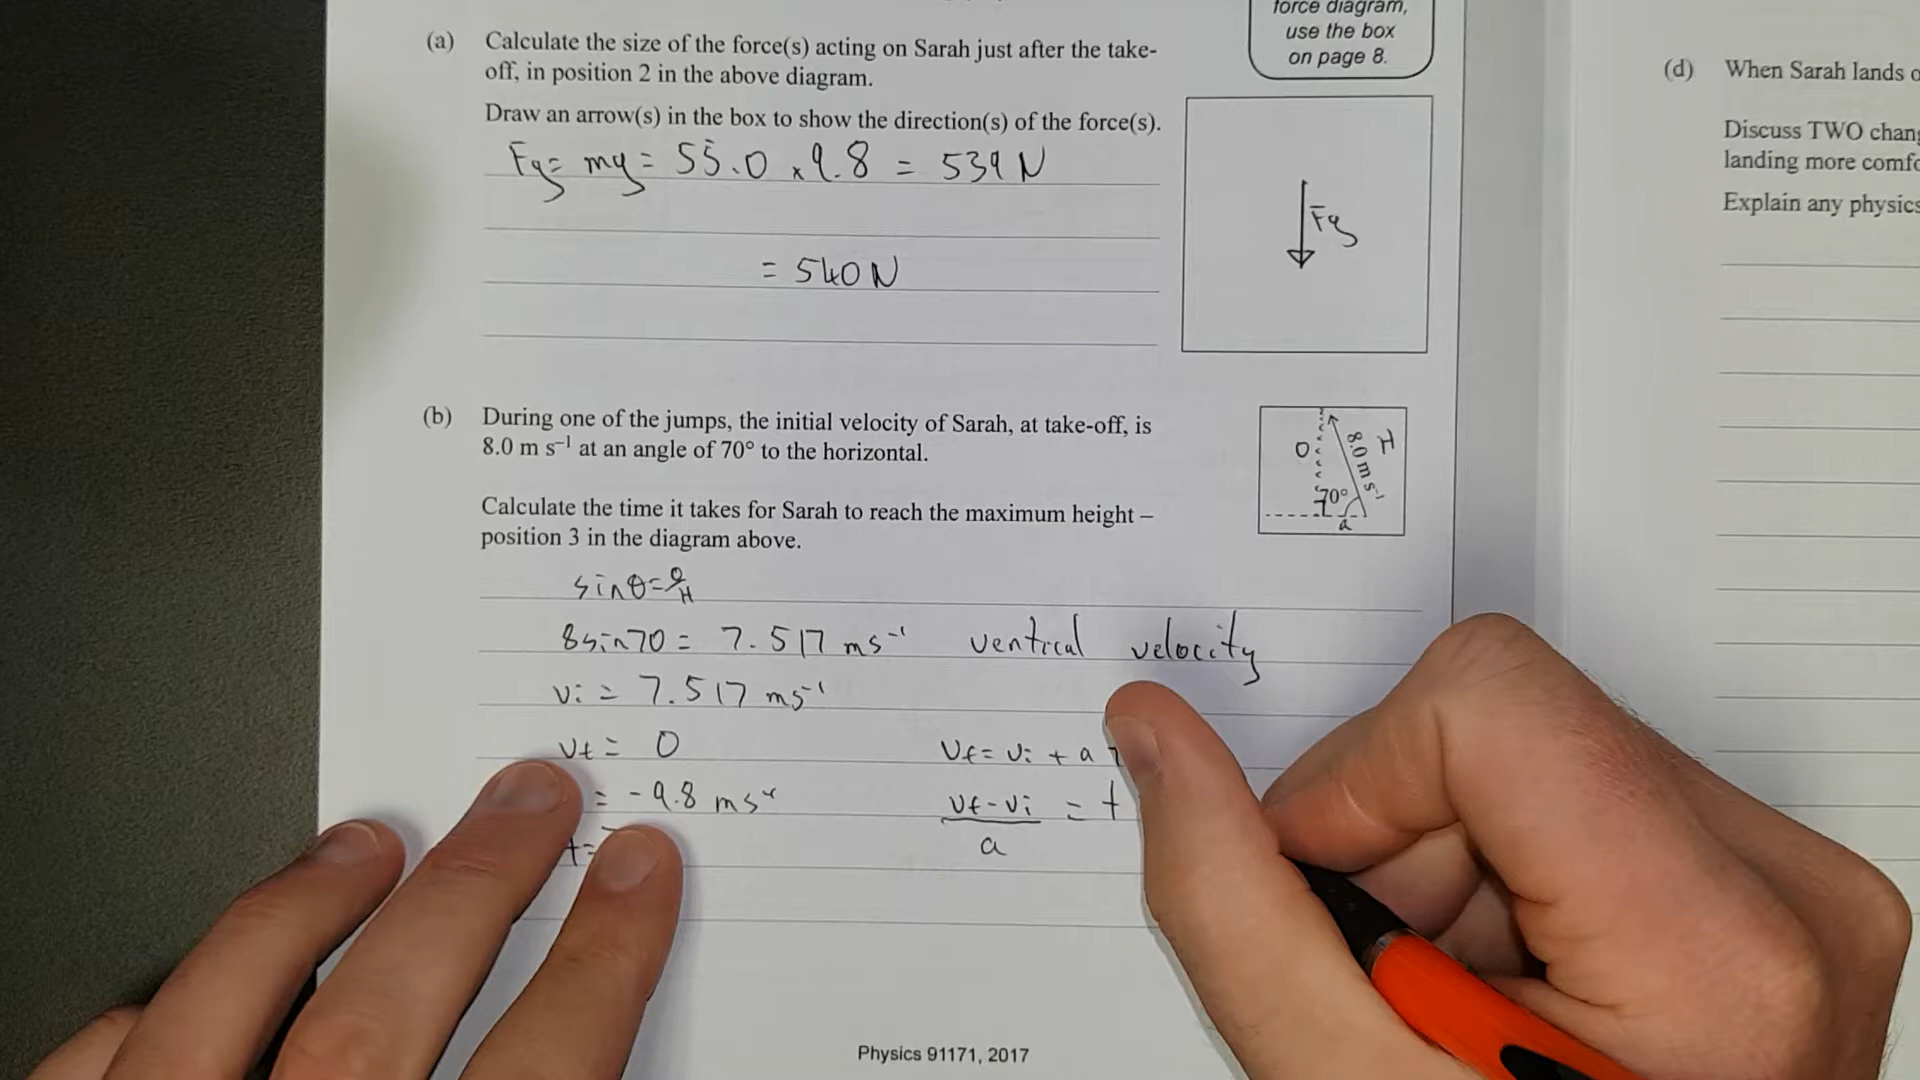 force diagram,
use the box
on page 8.
(a) Calculate the size of the force(s) acting on Sarah just after the take-
off, in position 2 in the above diagram.
Draw an arrow(s) in the box to show the direction(s) of the force(s).
Fg = mg = 55.0 × 9.8 = 539 N
= 540 N
Fg
(b) During one of the jumps, the initial velocity of Sarah, at take-off, is
8.0 m s⁻¹ at an angle of 70° to the horizontal.
Calculate the time it takes for Sarah to reach the maximum height –
position 3 in the diagram above.
O
H
8.0 m s⁻¹
70°
a
sinθ = O/H
8sin70 = 7.517 ms⁻¹ vertical velocity
vi = 7.517 ms⁻¹
vf = 0
vf = vi + a
= -9.8 ms⁻²
vf - vi / a = t
t =
Physics 91171, 2017
(d) When Sarah lands
Discuss TWO
landing more
Explain any